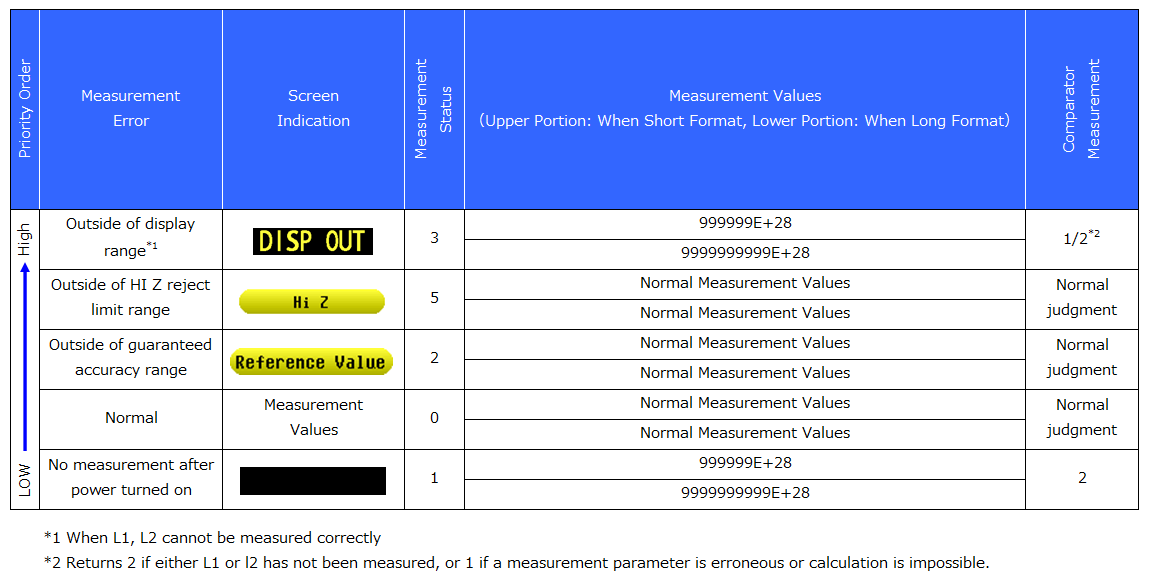 Priority Order
Measurement
Error
Screen
Indication
Measurement
Status
Measurement Values
(Upper Portion: When Short Format, Lower Portion: When Long Format)
Comparator
Measurement
High
LOW
Outside of display
range*1
DISP OUT
3
999999E+28
9999999999E+28
1/2*2
Outside of HI Z reject
limit range
Hi Z
5
Normal Measurement Values
Normal Measurement Values
Normal
judgment
Outside of guaranteed
accuracy range
Reference Value
2
Normal Measurement Values
Normal Measurement Values
Normal
judgment
Normal
Measurement
Values
0
Normal Measurement Values
Normal Measurement Values
Normal
judgment
No measurement after
power turned on
1
999999E+28
9999999999E+28
2
*1 When L1, L2 cannot be measured correctly
*2 Returns 2 if either L1 or l2 has not been measured, or 1 if a measurement parameter is erroneous or calculation is impossible.